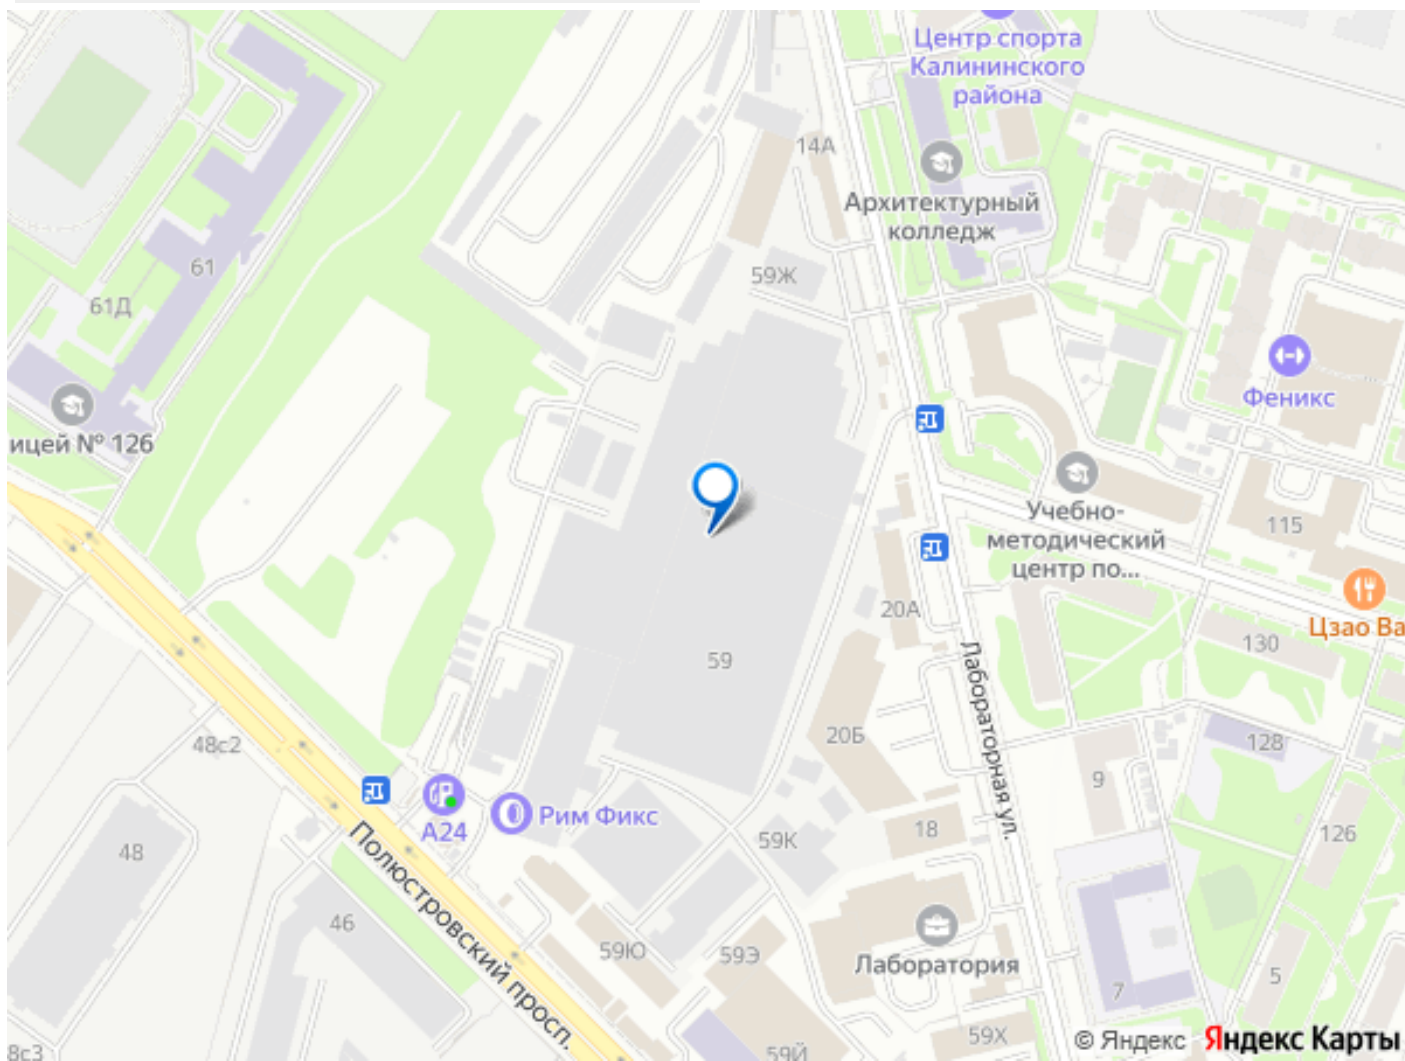 Центр спорта
Калининского
района
14А
Архитектурный
колледж
61
59Ж
61Д
Феникс
ицей № 126
Учебно-
методический
центр по...
115
20А
Цзао Ва
130
59
Лабораторная ул.
48с2
20Б
128
9
А24
Рим Фикс
18
126
48
59К
Полюстровский просп.
46
59Ю
59Э
Лаборатория
5
7
59Х
59Й
8с3
© Яндекс Яндекс Карты